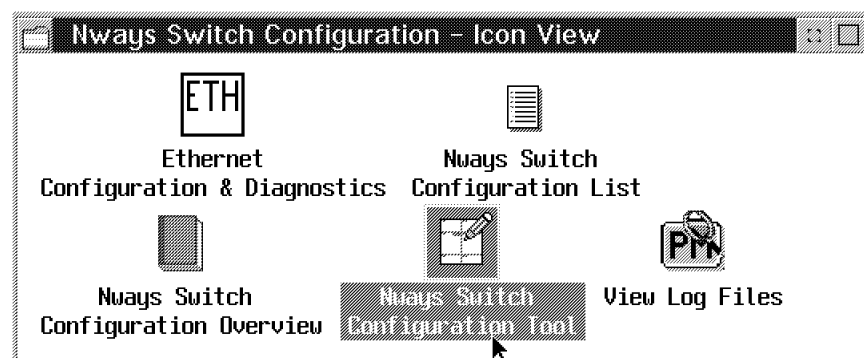 Nways Switch Configuration - Icon View
ETH
Ethernet
Configuration & Diagnostics
Nways Switch
Configuration List
PM
Nways Switch
Configuration Overview
Nways Switch
Configuration Tool
View Log Files